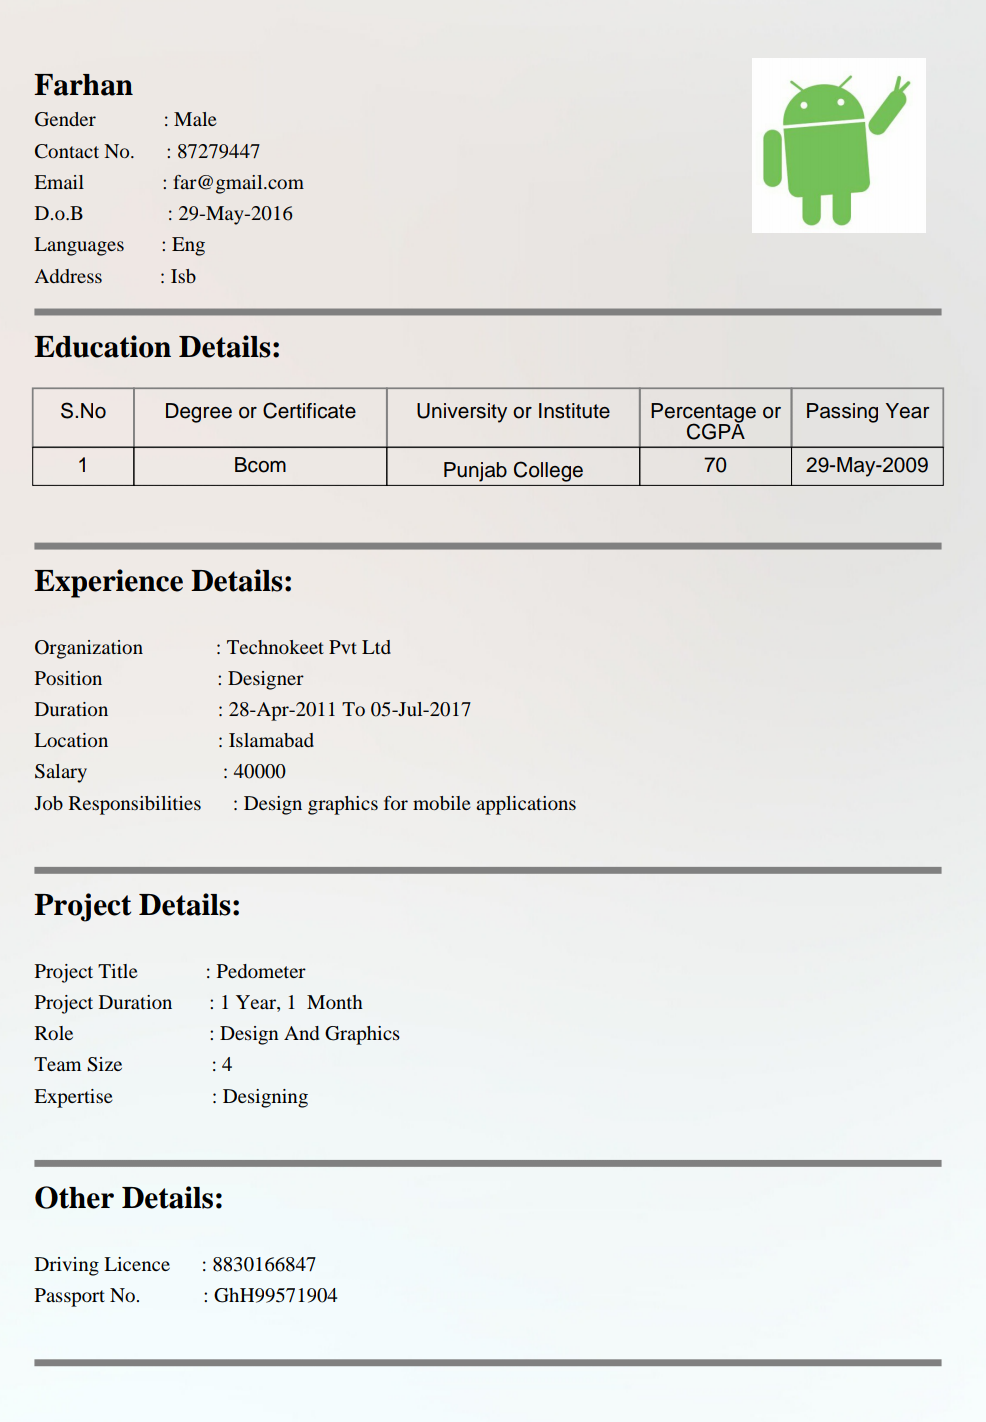 Farhan
Gender : Male
Contact No. : 87279447
Email : far@gmail.com
D.o.B : 29-May-2016
Languages : Eng
Address : Isb
Education Details:
S.No Degree or Certificate University or Institute Percentage or CGPA Passing Year
1 Bcom Punjab College 70 29-May-2009
Experience Details:
Organization : Technokeet Pvt Ltd
Position : Designer
Duration : 28-Apr-2011 To 05-Jul-2017
Location : Islamabad
Salary : 40000
Job Responsibilities : Design graphics for mobile applications
Project Details:
Project Title : Pedometer
Project Duration : 1 Year, 1 Month
Role : Design And Graphics
Team Size : 4
Expertise : Designing
Other Details:
Driving Licence : 8830166847
Passport No. : GhH99571904